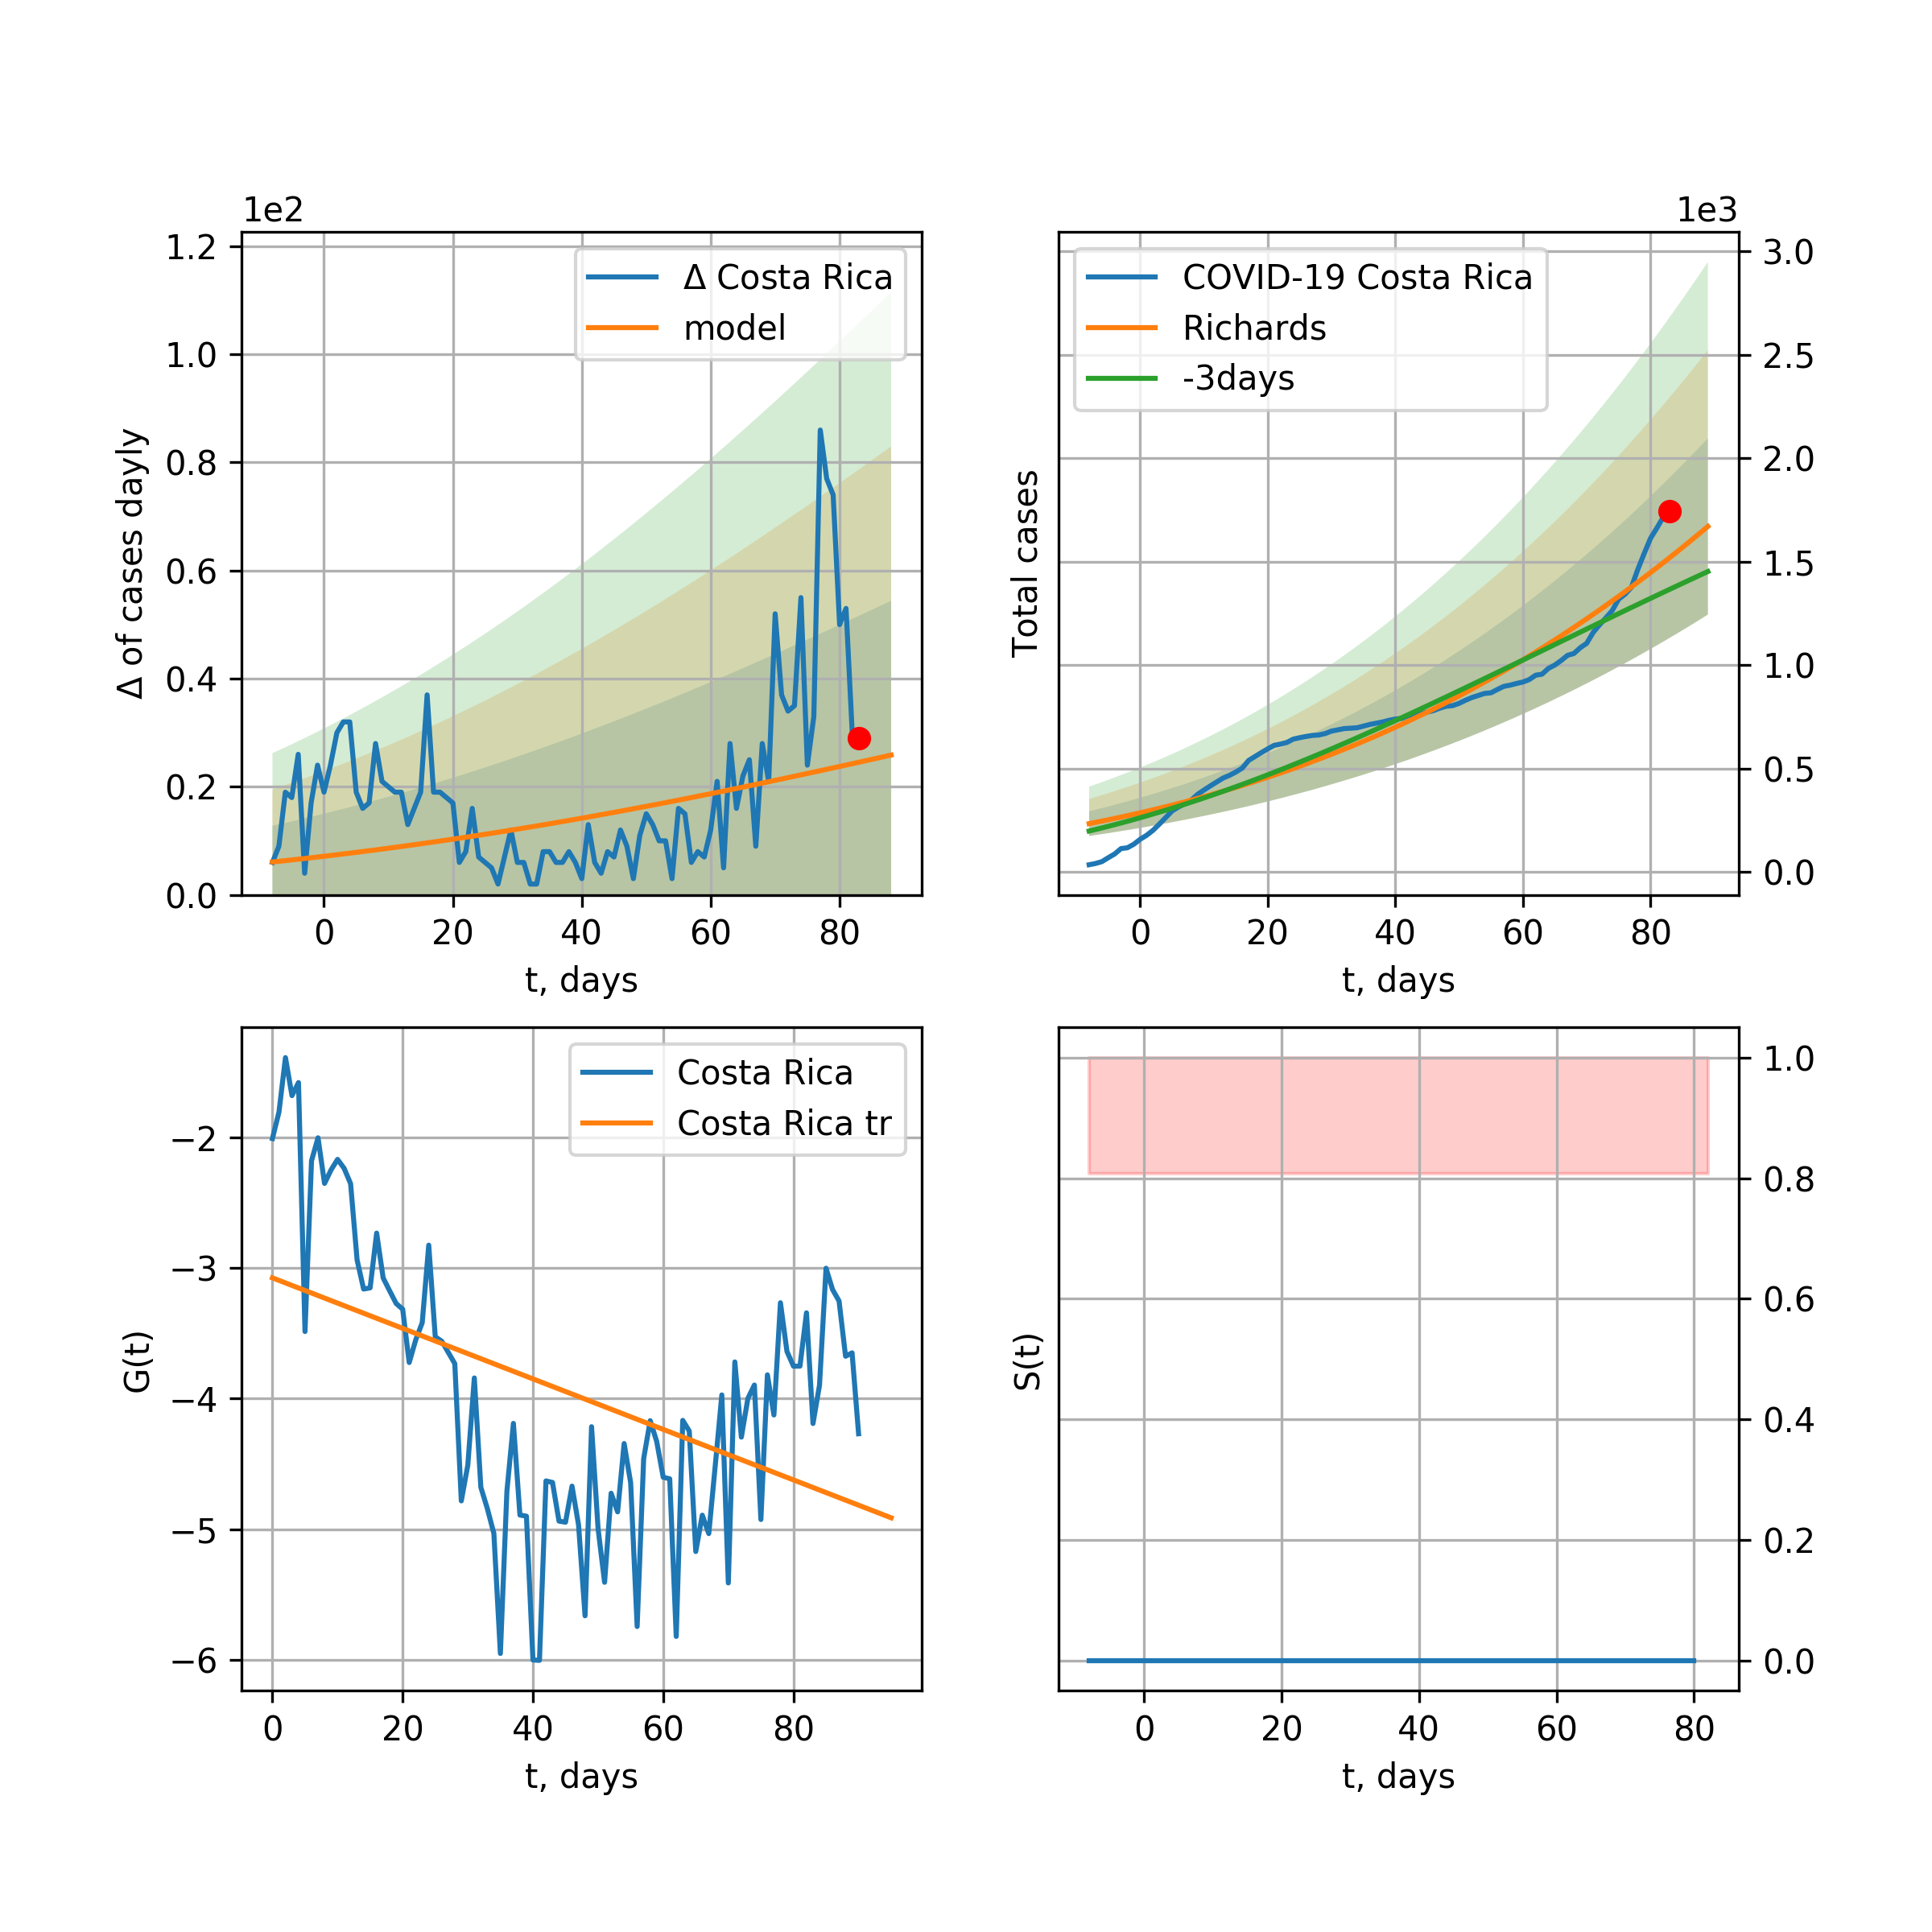 1e2
1.2
1.0
0.8
0.6
0.4
0.2
0.0
Δ of cases dayly
Δ Costa Rica
model
0 20 40 60 80
t, days
1e3
3.0
2.5
2.0
1.5
1.0
0.5
0.0
Total cases
COVID-19 Costa Rica
Richards
-3days
0 20 40 60 80
t, days
−2
−3
−4
−5
−6
G(t)
Costa Rica
Costa Rica tr
0 20 40 60 80
t, days
1.0
0.8
0.6
0.4
0.2
0.0
S(t)
0 20 40 60 80
t, days